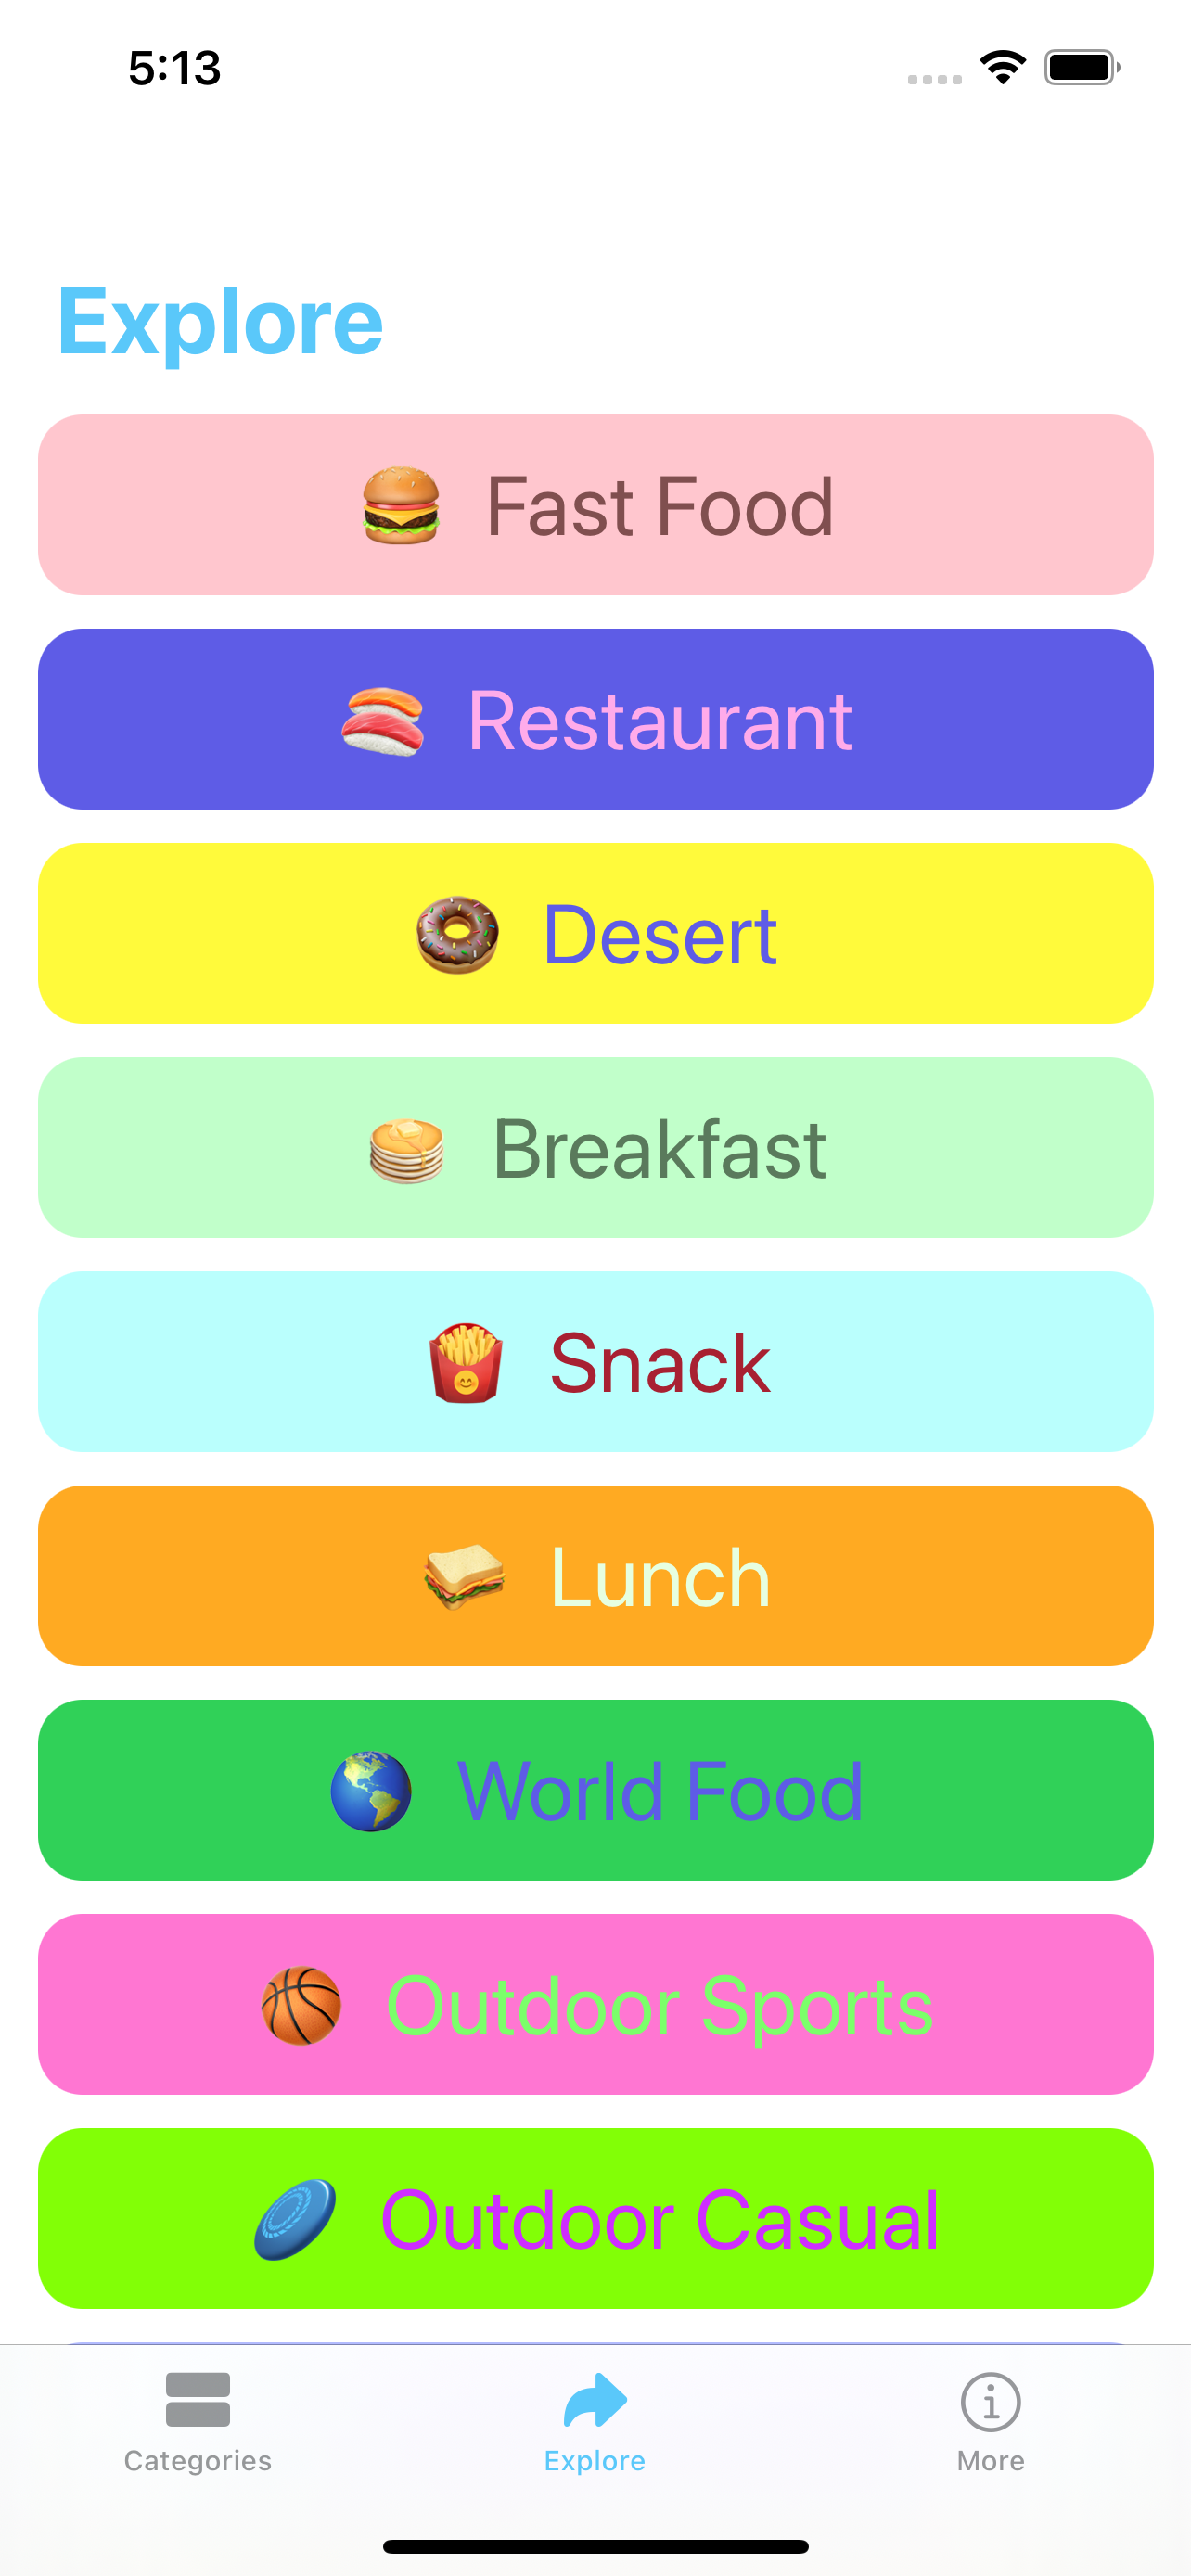 5:13
Explore
Fast Food
Restaurant
Desert
Breakfast
Snack
Lunch
World Food
Outdoor Sports
Outdoor Casual
Categories
Explore
More